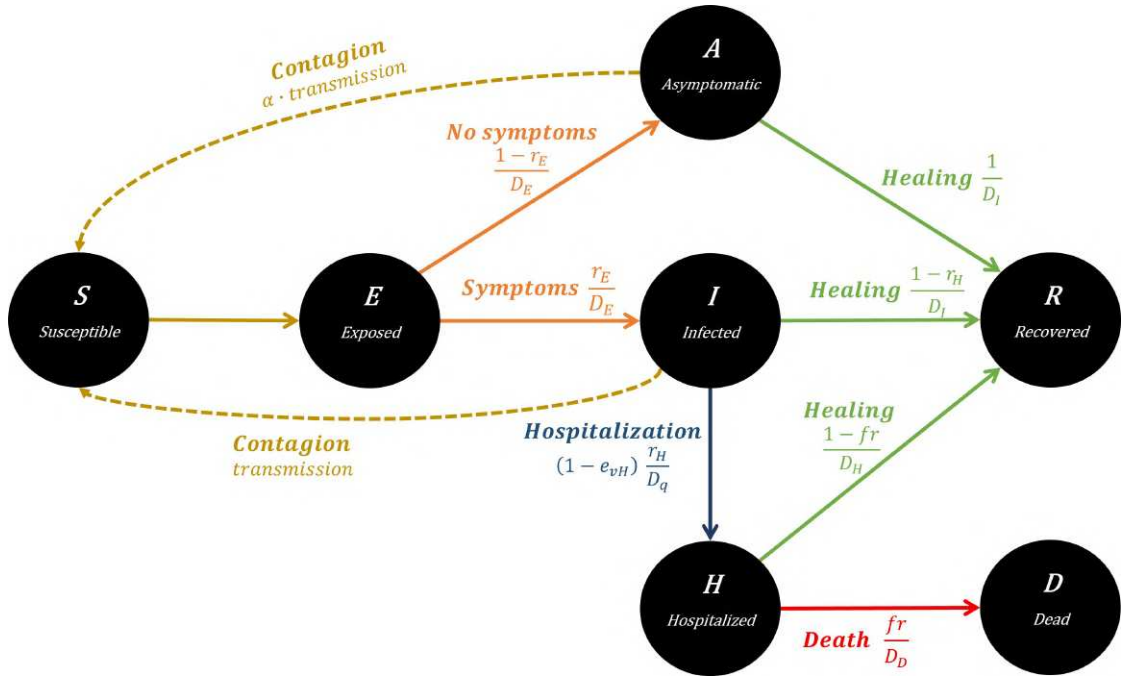 A
Asymptomatic
Contagion
α · transmission
No symptoms
1 − r_E
D_E
Healing 1
D_I
S
Susceptible
E
Exposed
Symptoms r_E
D_E
I
Infected
Healing 1 − r_H
D_I
R
Recovered
Contagion
transmission
Hospitalization
(1 − e_vH) r_H
D_q
Healing
1 − fr
D_H
H
Hospitalized
Death fr
D_D
D
Dead